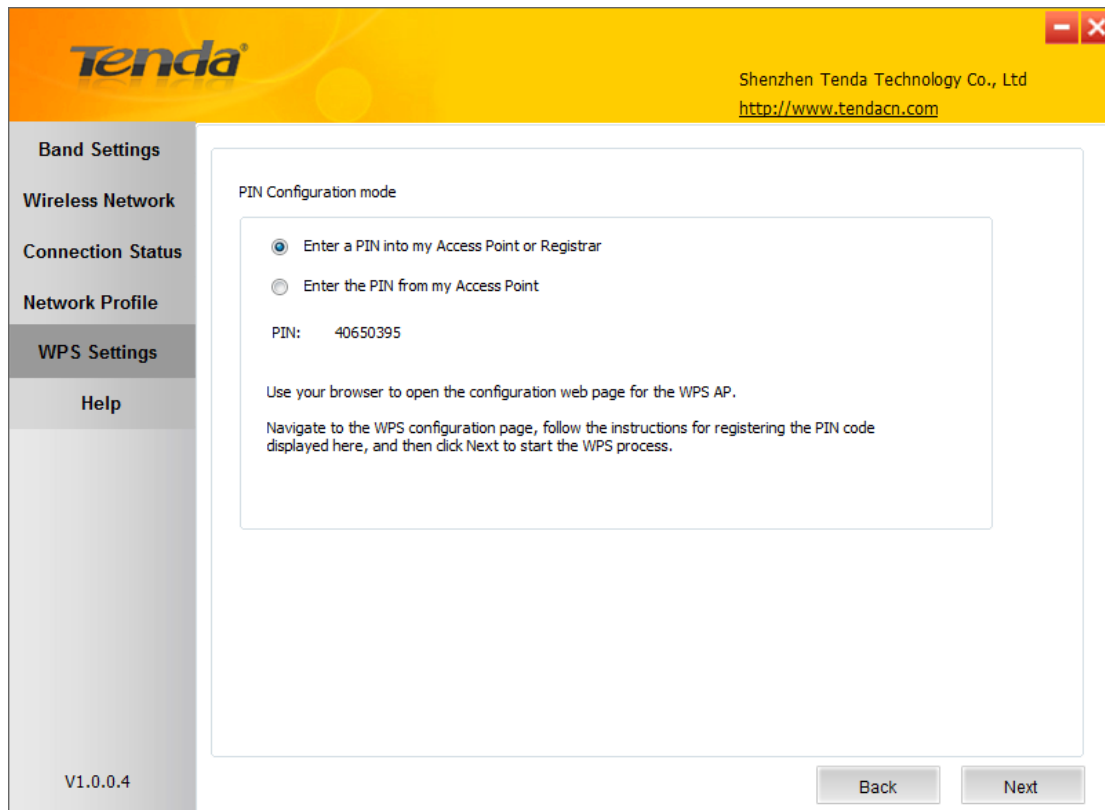 Tenda®
Shenzhen Tenda Technology Co., Ltd
http://www.tendacn.com
Band Settings
Wireless Network
Connection Status
Network Profile
WPS Settings
Help
V1.0.0.4
PIN Configuration mode
Enter a PIN into my Access Point or Registrar
Enter the PIN from my Access Point
PIN: 40650395
Use your browser to open the configuration web page for the WPS AP.
Navigate to the WPS configuration page, follow the instructions for registering the PIN code
displayed here, and then click Next to start the WPS process.
Back
Next